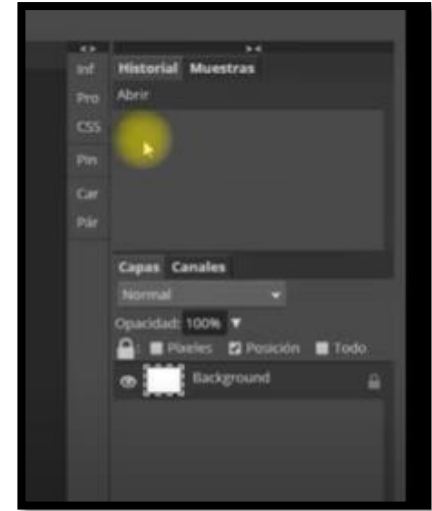 Inf
Pro
CSS
Pin
Car
Pár
Historial Muestras
Abrir
Capas Canales
Normal
Opacidad: 100%
Píxeles Posición Todo
Background